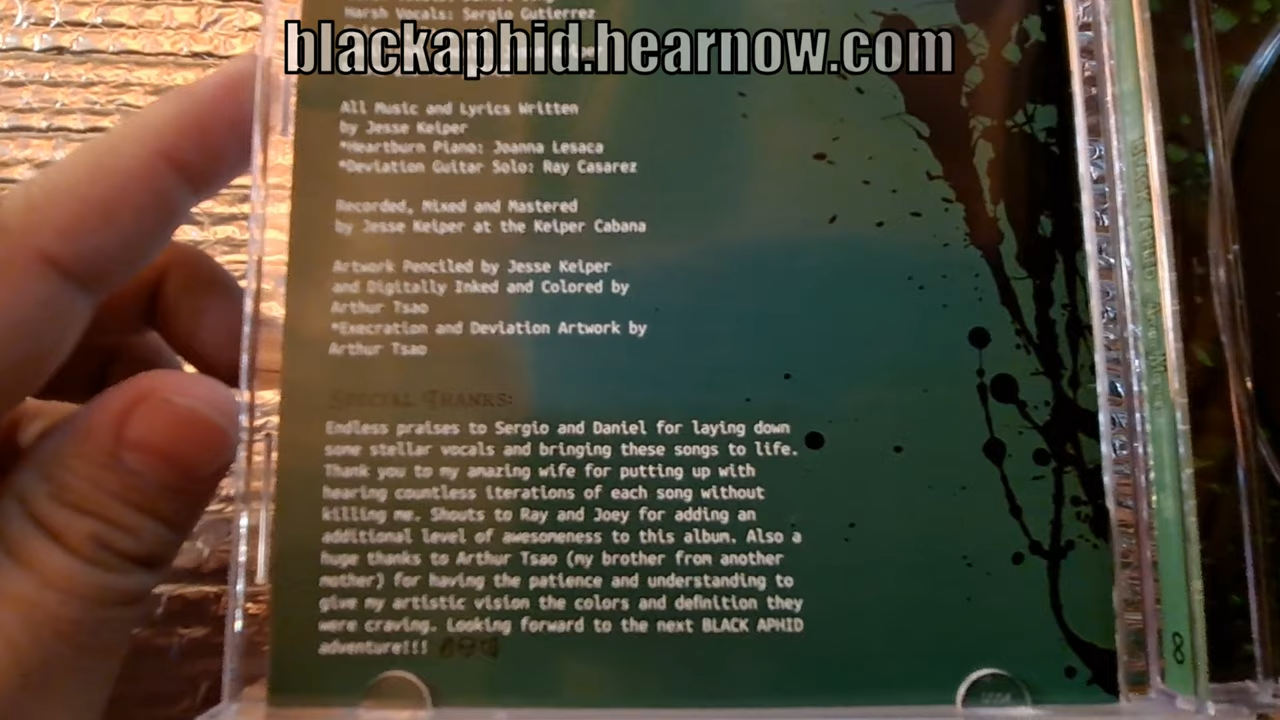 Harsh Vocals: Sergio Gutierrez
blackaphid.hearnow.com
All Music and Lyrics Written
by Jesse Kelper
*Heartburn Piano: Joanna Lesaca
*Deviation Guitar Solo: Ray Casarez
Recorded, Mixed and Mastered
by Jesse Kelper at the Kelper Cabana
Artwork Penciled by Jesse Kelper
and Digitally Inked and Colored by
Arthur Tsao
*Execration and Deviation Artwork by
Arthur Tsao
Special Thanks:
Endless praises to Sergio and Daniel for laying down
some stellar vocals and bringing these songs to life.
Thank you to my amazing wife for putting up with
hearing countless iterations of each song without
killing me. Shouts to Ray and Joey for adding an
additional level of awesomeness to this album. Also a
huge thanks to Arthur Tsao (my brother from another
mother) for having the patience and understanding to
give my artistic vision the colors and definition they
were craving. Looking forward to the next BLACK APHID
adventure!!!
8